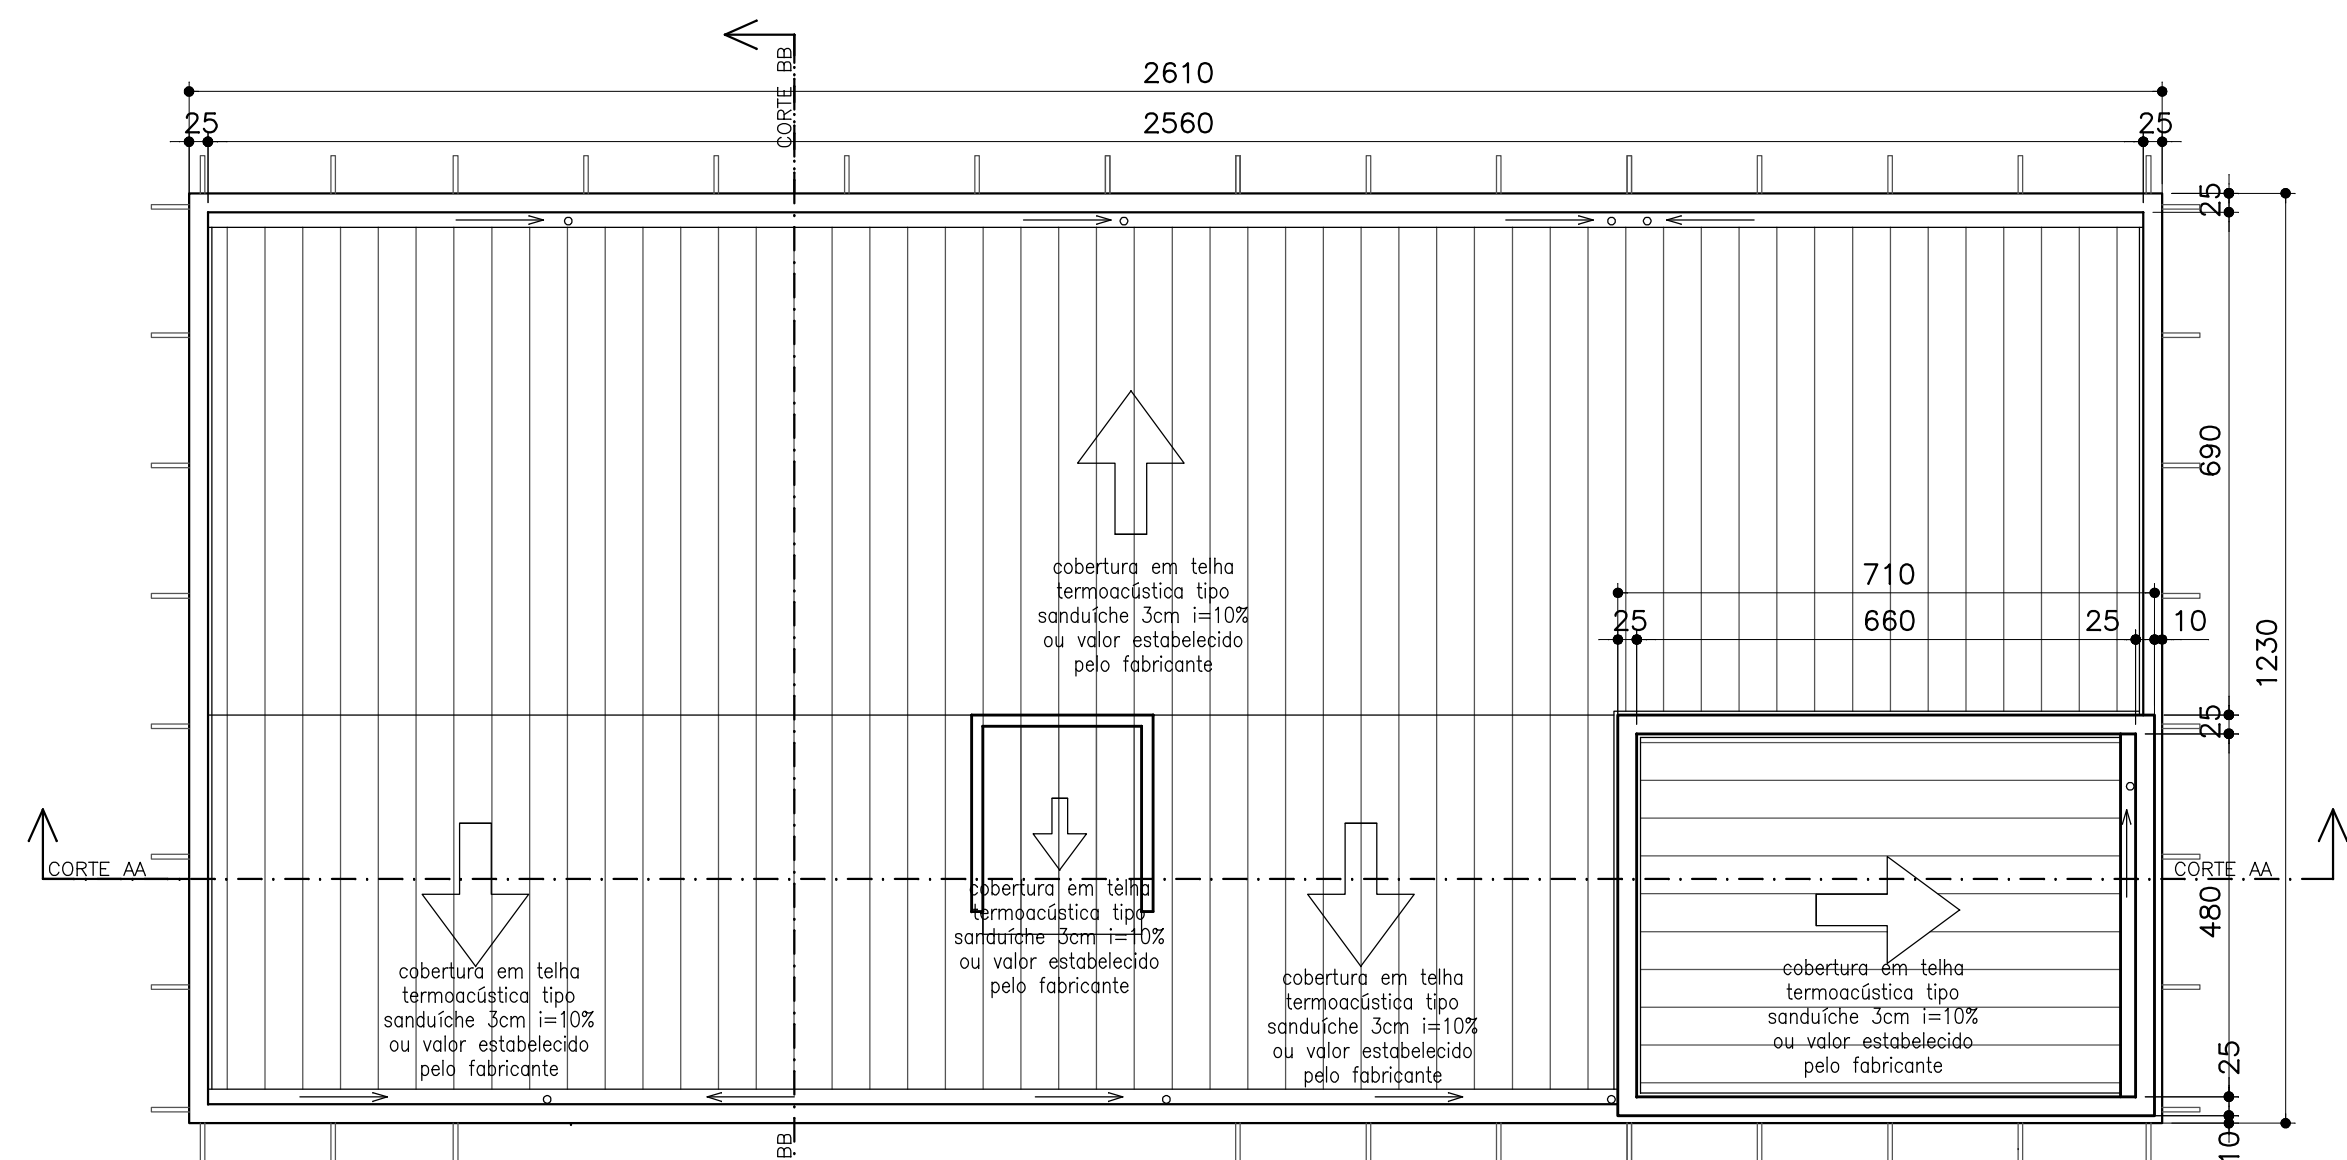 CORTE BB
2610
25
2560
25
25
690
cobertura em telha
termoacústica tipo
sanduíche 3cm i=10%
ou valor estabelecido
pelo fabricante
710
25
660
25
10
1230
25
CORTE AA
CORTE AA
480
cobertura em telha
termoacústica tipo
sanduíche 3cm i=10%
ou valor estabelecido
pelo fabricante
cobertura em telha
termoacústica tipo
sanduíche 3cm i=10%
ou valor estabelecido
pelo fabricante
cobertura em telha
termoacústica tipo
sanduíche 3cm i=10%
ou valor estabelecido
pelo fabricante
cobertura em telha
termoacústica tipo
sanduíche 3cm i=10%
ou valor estabelecido
pelo fabricante
25
10
BB